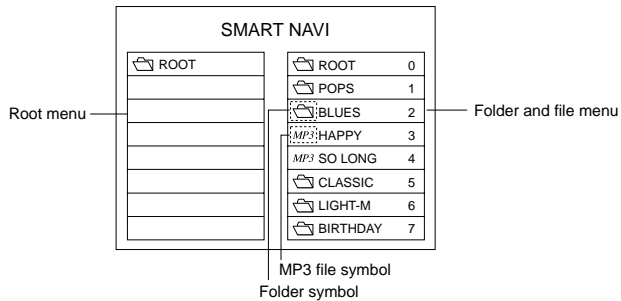 SMART NAVI
ROOT
ROOT 0
POPS 1
BLUES 2
MP3 HAPPY 3
MP3 SO LONG 4
CLASSIC 5
LIGHT-M 6
BIRTHDAY 7
Root menu
Folder and file menu
MP3 file symbol
Folder symbol